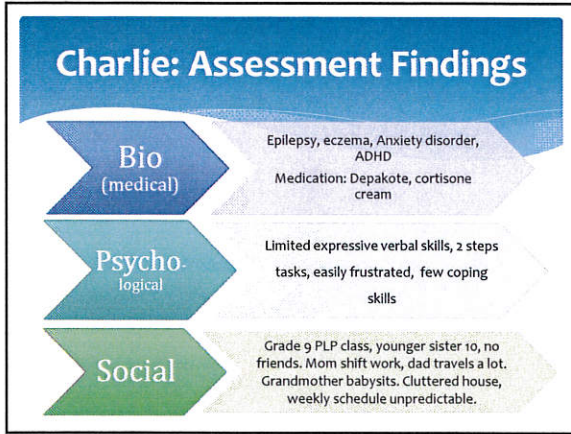 Charlie: Assessment Findings
Bio
(medical)
Epilepsy, eczema, Anxiety disorder,
ADHD
Medication: Depakote, cortisone
cream
Psycho-
logical
Limited expressive verbal skills, 2 steps
tasks, easily frustrated, few coping
skills
Social
Grade 9 PLP class, younger sister 10, no
friends. Mom shift work, dad travels a lot.
Grandmother babysits. Cluttered house,
weekly schedule unpredictable.